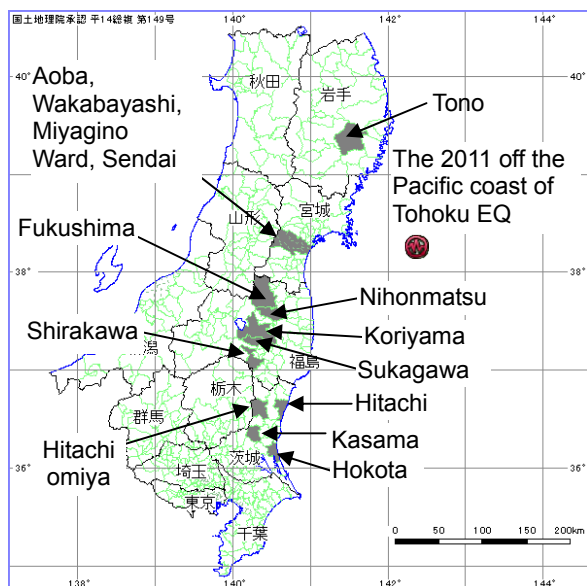 国土地理院承認 平14総複 第149号
140°
142°
144°
40°
40°
秋田
岩手
Aoba,
Wakabayashi,
Miyagino
Ward, Sendai
Tono
The 2011 off the
Pacific coast of
Tohoku EQ
山形
宮城
Fukushima
38°
38°
Nihonmatsu
Shirakawa
Koriyama
潟
Sukagawa
福島
栃木
Hitachi
群馬
Hitachi
omiya
Kasama
36°
36°
埼玉
茨城
Hokota
東京
千葉
0 50 100 150 200km
138°
140°
142°
144°